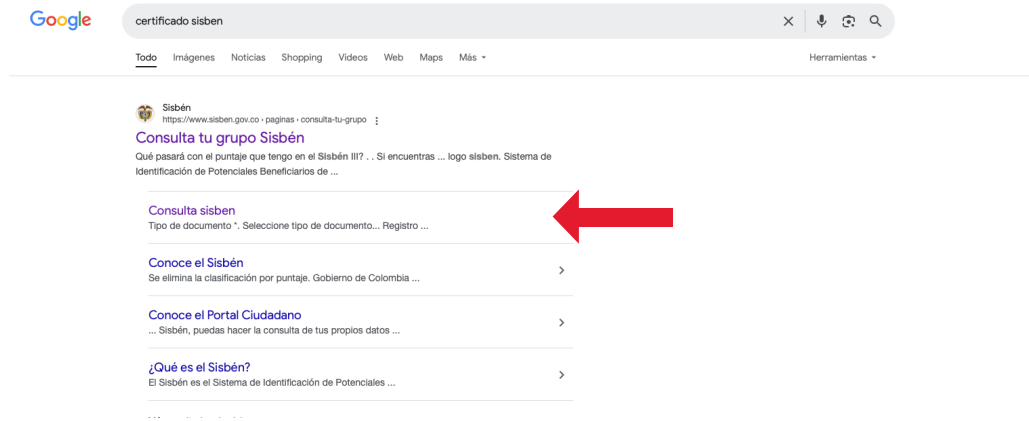 Google
certificado sisben
Todo Imágenes Noticias Shopping Videos Web Maps Más
Herramientas
Sisbén
https://www.sisben.gov.co › paginas › consulta-tu-grupo
Consulta tu grupo Sisbén
Qué pasará con el puntaje que tengo en el Sisbén III? . . Si encuentras ... logo sisben. Sistema de
Identificación de Potenciales Beneficiarios de ...
Consulta sisben
Tipo de documento *. Seleccione tipo de documento... Registro ...
Conoce el Sisbén
Se elimina la clasificación por puntaje. Gobierno de Colombia ...
Conoce el Portal Ciudadano
... Sisbén, puedas hacer la consulta de tus propios datos ...
¿Qué es el Sisbén?
El Sisbén es el Sistema de Identificación de Potenciales ...